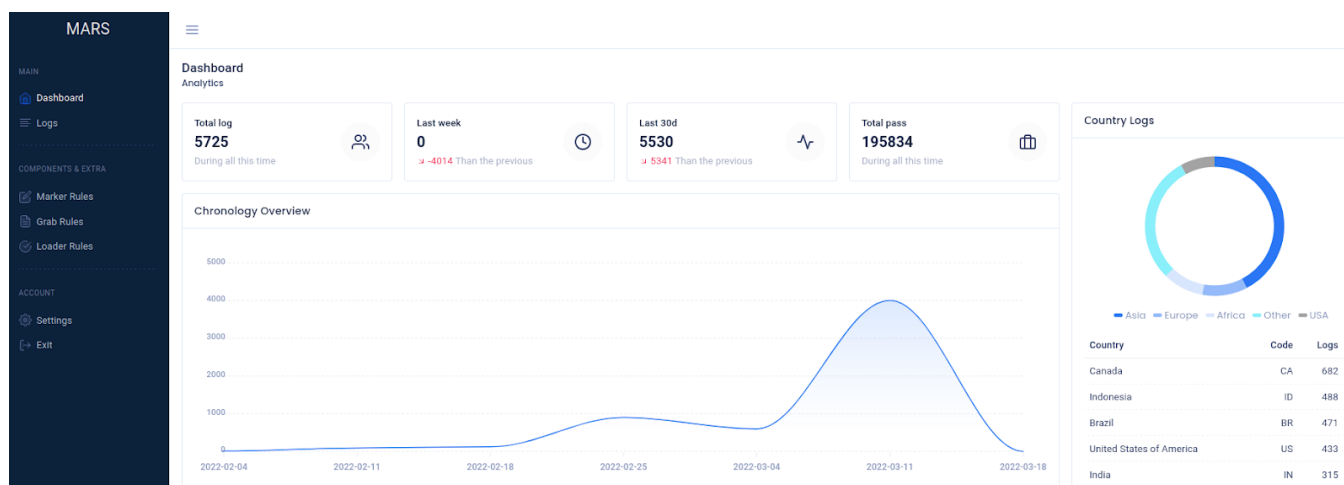 MARS
MAIN
Dashboard
Logs
COMPONENTS & EXTRA
Marker Rules
Grab Rules
Loader Rules
ACCOUNT
Settings
Exit
Dashboard
Analytics
Total log
5725
During all this time
Last week
0
-4014 Than the previous
Last 30d
5530
5341 Than the previous
Total pass
195834
During all this time
Chronology Overview
5000
4000
3000
2000
1000
0
2022-02-04 2022-02-11 2022-02-18 2022-02-25 2022-03-04 2022-03-11 2022-03-18
Country Logs
Asia Europe Africa Other USA
Country Code Logs
Canada CA 682
Indonesia ID 488
Brazil BR 471
United States of America US 433
India IN 315